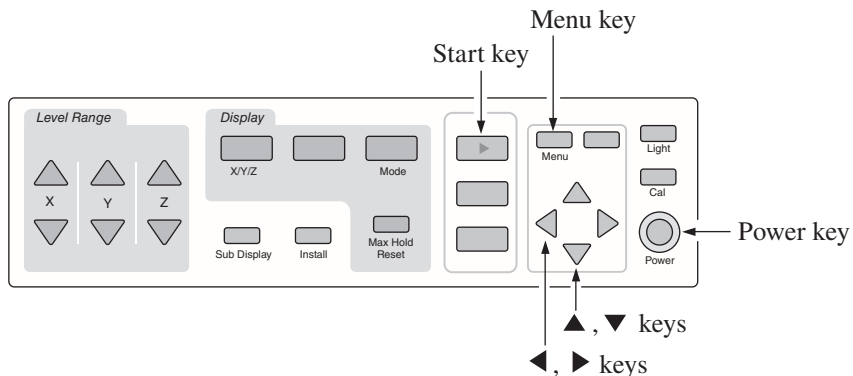 Menu key
Start key
Level Range
Display
X/Y/Z
Mode
Menu
Light
Cal
X
Y
Z
Sub Display
Install
Max Hold
Reset
Power
Power key
▲, ▼ keys
◀, ▶ keys